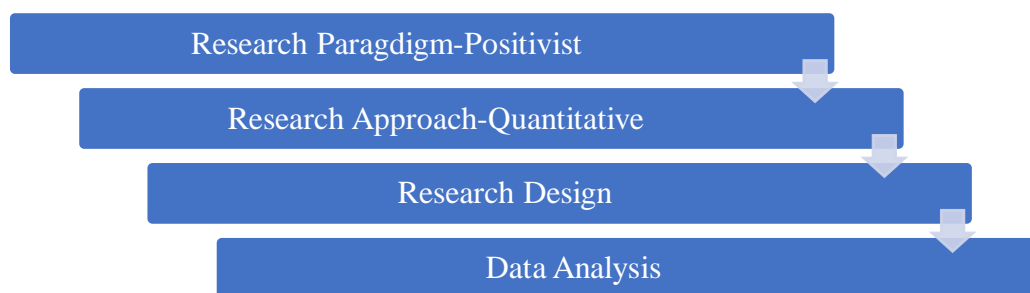 Research Paragdigm-Positivist
Research Approach-Quantitative
Research Design
Data Analysis